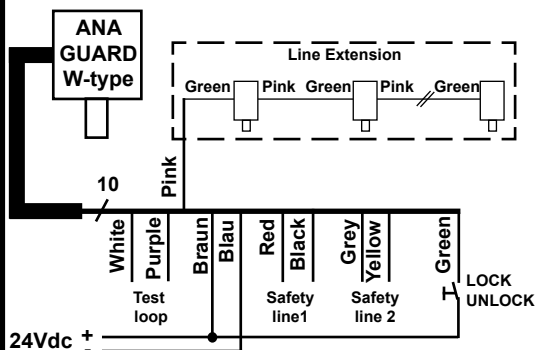 ANA
GUARD
W-type
Line Extension
Green Pink Green Pink Green
Pink
10
White
Purple
Braun
Blau
Red
Black
Grey
Yellow
Green
LOCK
UNLOCK
Test
loop
Safety
line1
Safety
line 2
24Vdc +
-